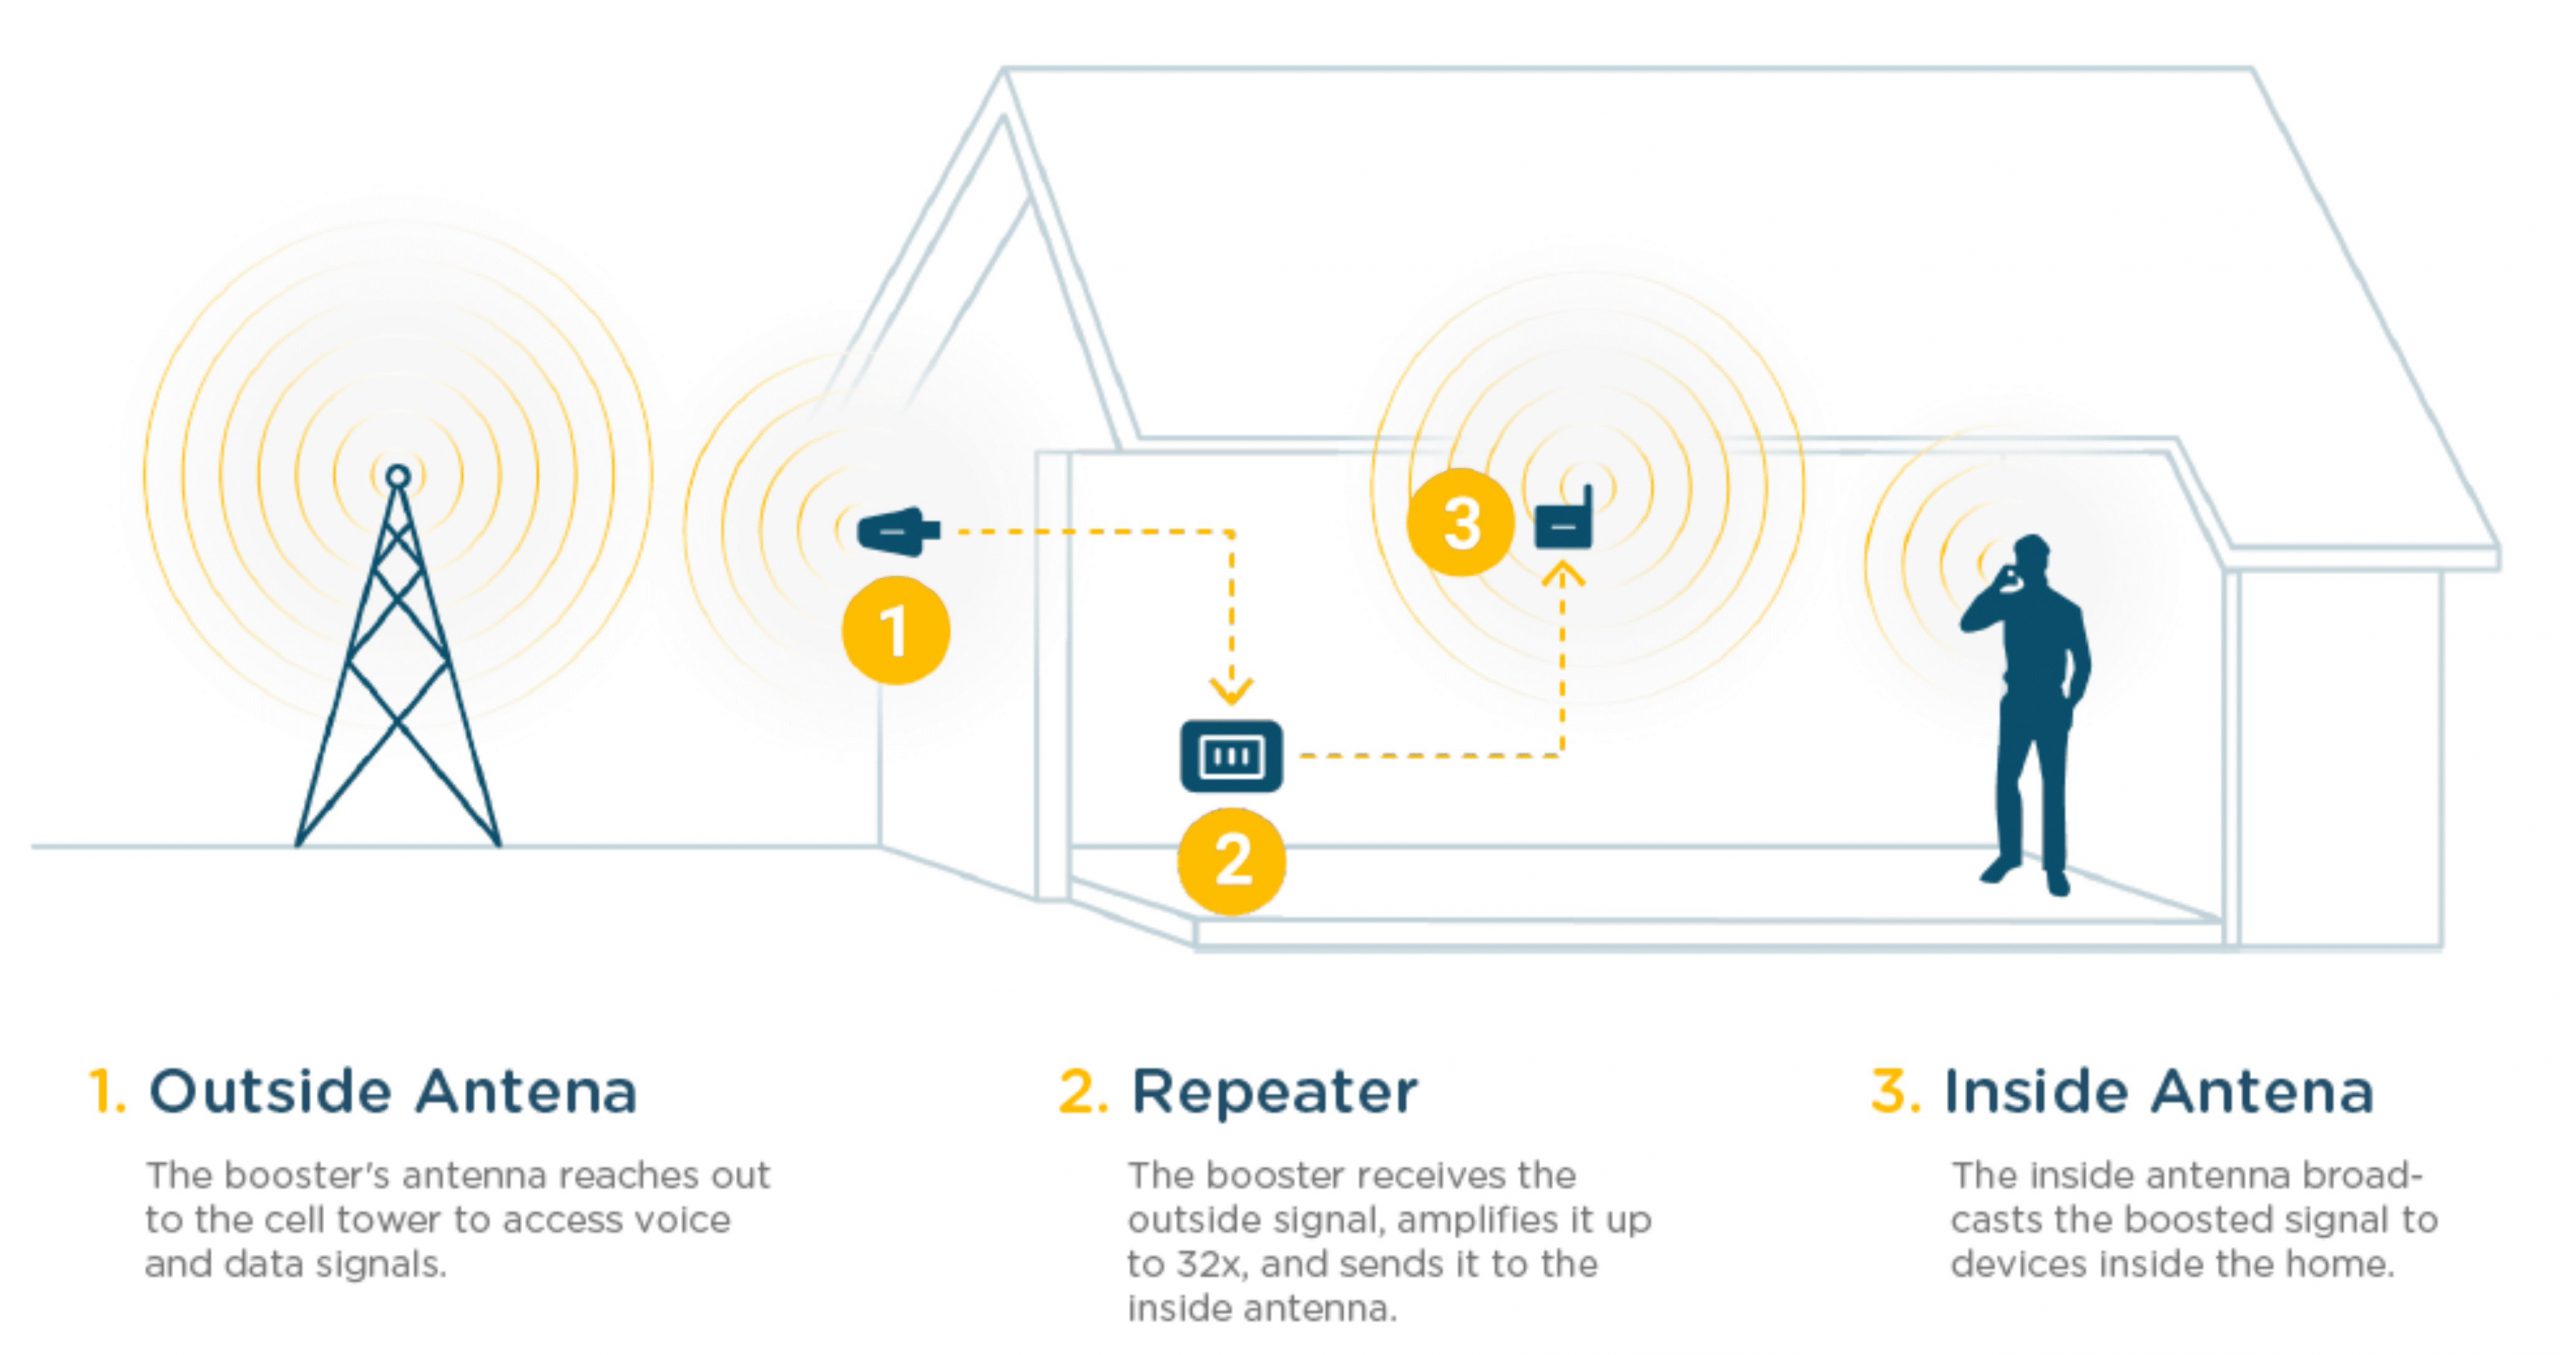 1
2
3
1. Outside Antena
The booster's antenna reaches out
to the cell tower to access voice
and data signals.
2. Repeater
The booster receives the
outside signal, amplifies it up
to 32x, and sends it to the
inside antenna.
3. Inside Antena
The inside antenna broad-
casts the boosted signal to
devices inside the home.